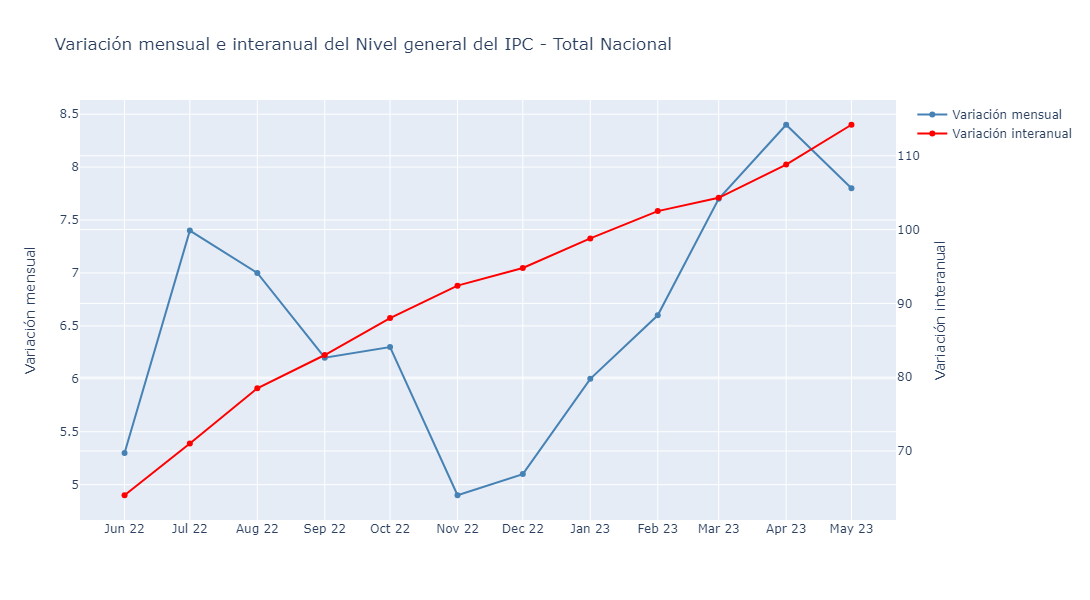 Variación mensual e interanual del Nivel general del IPC - Total Nacional
Variación mensual
Variación interanual
8.5
8
7.5
7
6.5
6
5.5
5
Variación mensual
110
100
90
80
70
Variación interanual
Jun 22 Jul 22 Aug 22 Sep 22 Oct 22 Nov 22 Dec 22 Jan 23 Feb 23 Mar 23 Apr 23 May 23